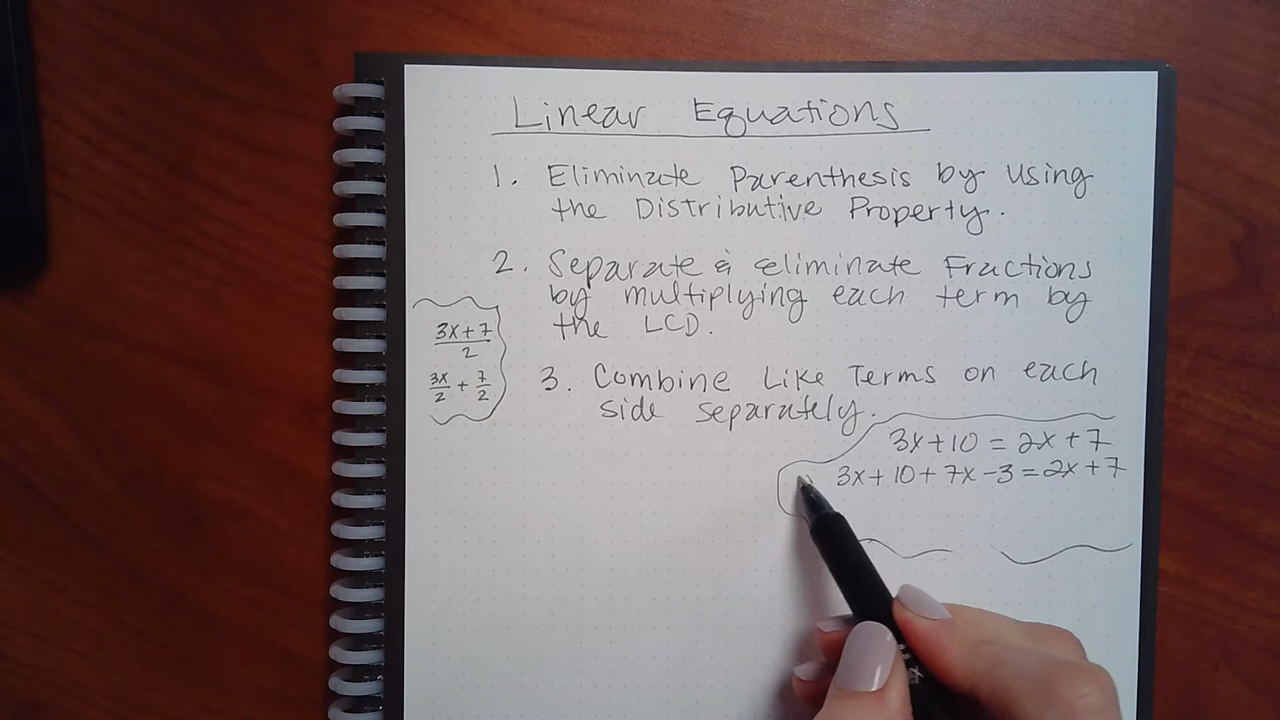 Linear Equations
1. Eliminate Parenthesis by using
the Distributive Property.
2. Separate & eliminate Fractions
by multiplying each term by
the LCD.
3x+7
2
3x/2 + 7/2
3. Combine Like Terms on each
side separately.
3x+10 = 2x+7
3x+10+7x-3=2x+7